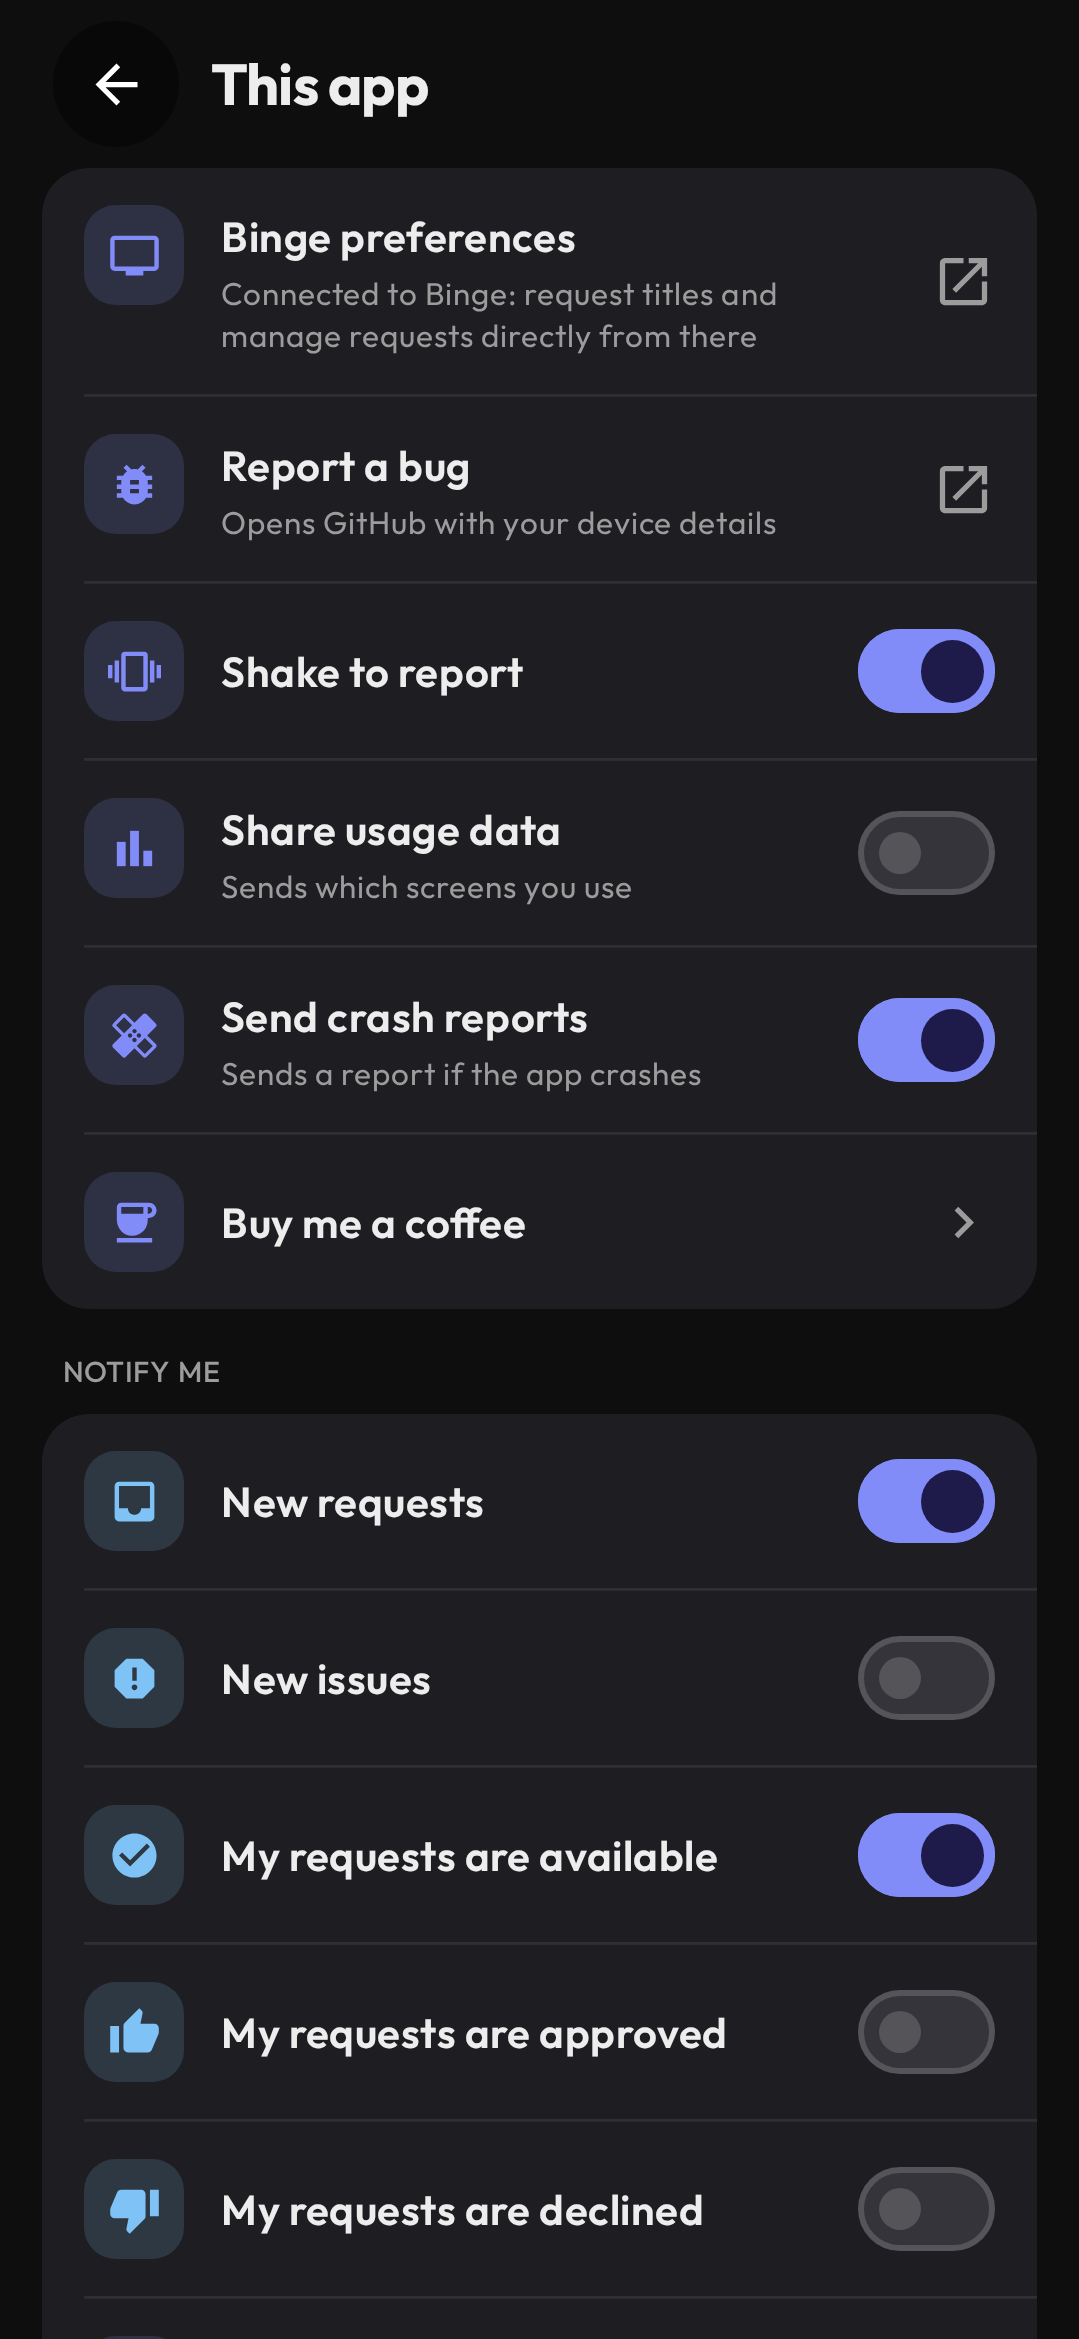 This app
Binge preferences
Connected to Binge: request titles and
manage requests directly from there
Report a bug
Opens GitHub with your device details
Shake to report
Share usage data
Sends which screens you use
Send crash reports
Sends a report if the app crashes
Buy me a coffee
NOTIFY ME
New requests
New issues
My requests are available
My requests are approved
My requests are declined